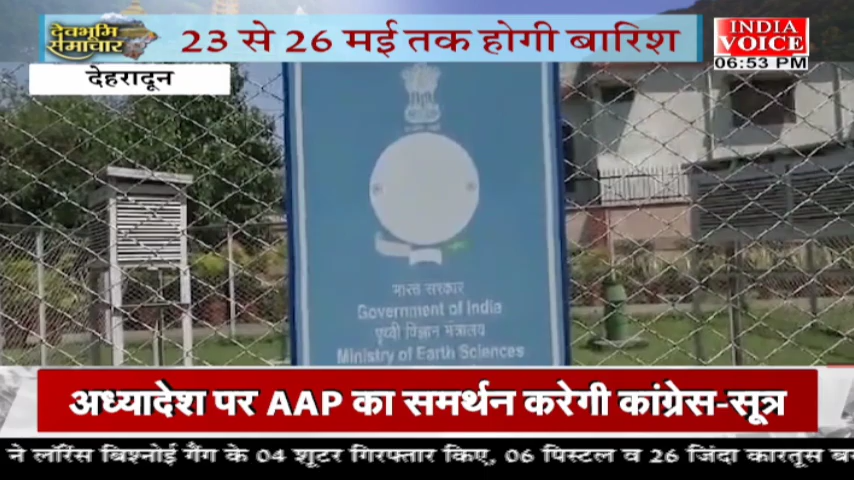 देवभूमि
समाचार
23 से 26 मई तक होगी बारिश
INDIA
VOICE
06:53 PM
देहरादून
भारत सरकार
Government of India
पृथ्वी विज्ञान मंत्रालय
Ministry of Earth Sciences
अध्यादेश पर AAP का समर्थन करेगी कांग्रेस-सूत्र
ने लॉरेंस बिश्नोई गैंग के 04 शूटर गिरफ्तार किए, 06 पिस्टल व 26 जिंदा कारतूस